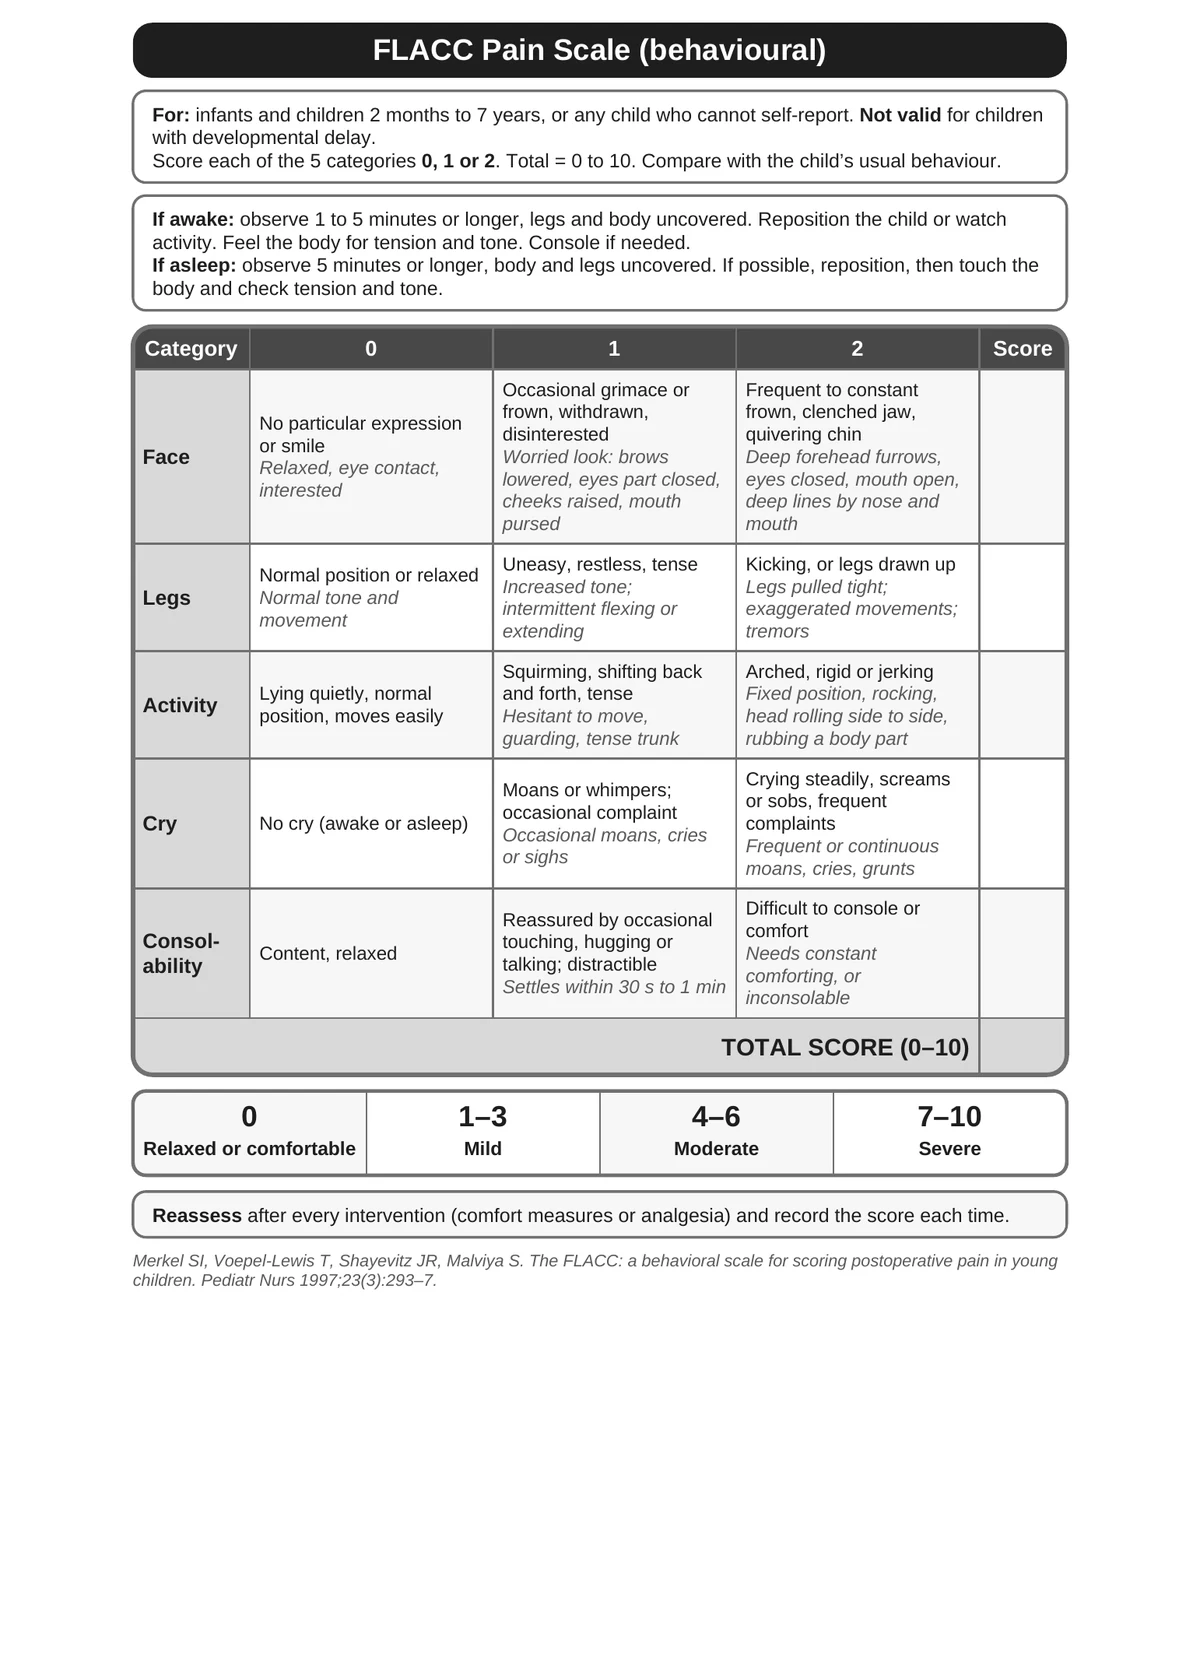 FLACC Pain Scale (behavioural)
For: infants and children 2 months to 7 years, or any child who cannot self-report. Not valid for children
with developmental delay.
Score each of the 5 categories 0, 1 or 2. Total = 0 to 10. Compare with the child’s usual behaviour.
If awake: observe 1 to 5 minutes or longer, legs and body uncovered. Reposition the child or watch
activity. Feel the body for tension and tone. Console if needed.
If asleep: observe 5 minutes or longer, body and legs uncovered. If possible, reposition, then touch the
body and check tension and tone.
Category 0 1 2 Score
Face
No particular expression
or smile
Relaxed, eye contact,
interested
Occasional grimace or
frown, withdrawn,
disinterested
Worried look: brows
lowered, eyes part closed,
cheeks raised, mouth
pursed
Frequent to constant
frown, clenched jaw,
quivering chin
Deep forehead furrows,
eyes closed, mouth open,
deep lines by nose and
mouth
Legs
Normal position or relaxed
Normal tone and
movement
Uneasy, restless, tense
Increased tone;
intermittent flexing or
extending
Kicking, or legs drawn up
Legs pulled tight;
exaggerated movements;
tremors
Activity
Lying quietly, normal
position, moves easily
Squirming, shifting back
and forth, tense
Hesitant to move,
guarding, tense trunk
Arched, rigid or jerking
Fixed position, rocking,
head rolling side to side,
rubbing a body part
Cry
No cry (awake or asleep)
Moans or whimpers;
occasional complaint
Occasional moans, cries
or sighs
Crying steadily, screams
or sobs, frequent
complaints
Frequent or continuous
moans, cries, grunts
Consol-
ability
Content, relaxed
Reassured by occasional
touching, hugging or
talking; distractible
Settles within 30 s to 1 min
Difficult to console or
comfort
Needs constant
comforting, or
inconsolable
TOTAL SCORE (0–10)
0
Relaxed or comfortable
1–3
Mild
4–6
Moderate
7–10
Severe
Reassess after every intervention (comfort measures or analgesia) and record the score each time.
Merkel SI, Voepel-Lewis T, Shayevitz JR, Malviya S. The FLACC: a behavioral scale for scoring postoperative pain in young
children. Pediatr Nurs 1997;23(3):293–7.